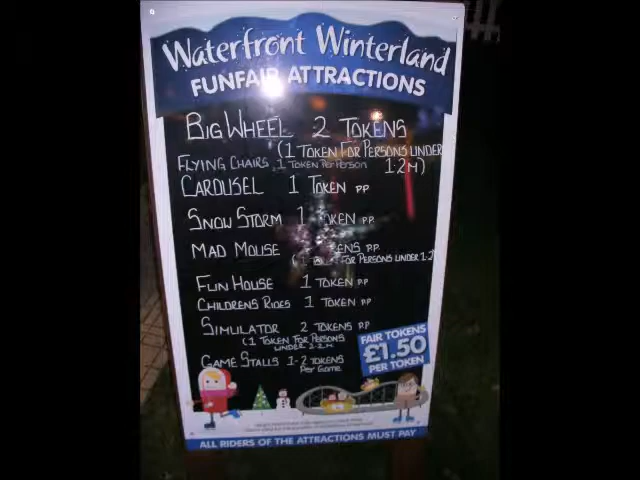 Waterfront Winterland
FUNFAIR ATTRACTIONS
BIG WHEEL 2 TOKENS
(1 TOKEN FOR PERSONS UNDER
FLYING CHAIRS 1 TOKEN PER PERSON 1.2M)
CAROUSEL 1 TOKEN PP
SNOW STORM 1 TOKEN PP
MAD MOUSE TOKENS P.P.
FOR PERSONS UNDER 1.2
FUN HOUSE 1 TOKEN PP
CHILDRENS RIDES 1 TOKEN PP
SIMULATOR 2 TOKENS PP
(1 TOKEN FOR PERSONS
UNDER
GAME STALLS 1-2 TOKENS
PER GAME
FAIR TOKENS
£1.50
PER TOKEN
ALL RIDERS OF THE ATTRACTIONS MUST PAY